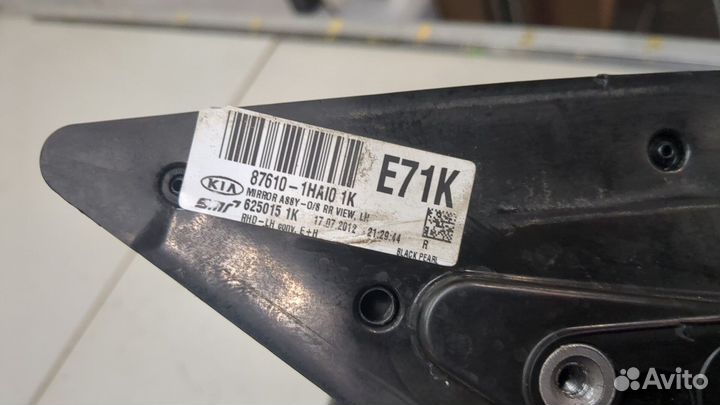 87610-1HAI0 1K
E71K
KIA
MIRROR ASSY-O/S RR VIEW, LH
625015 1K
17.07.2012 21:29:44
RHD-LH CONV, E+H
R
BLACK PEARL
Avito